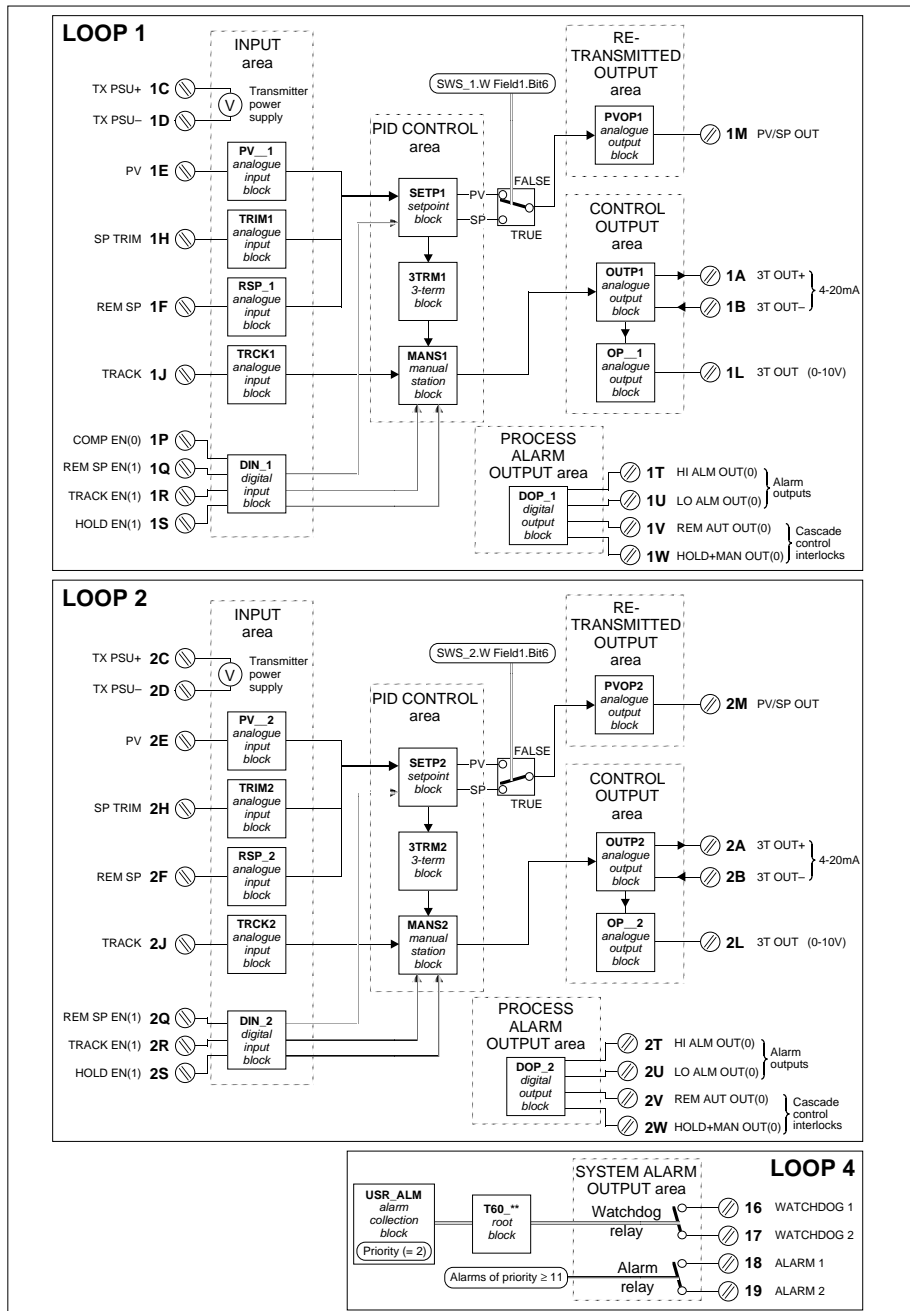 LOOP 1
INPUT
area
TX PSU+ 1C
TX PSU– 1D
V
Transmitter
power
supply
PV 1E
PV__1
analogue
input
block
SP TRIM 1H
TRIM1
analogue
input
block
REM SP 1F
RSP_1
analogue
input
block
TRACK 1J
TRCK1
analogue
input
block
COMP EN(0) 1P
REM SP EN(1) 1Q
TRACK EN(1) 1R
HOLD EN(1) 1S
DIN_1
digital
input
block
PID CONTROL
area
SETP1
setpoint
block
3TRM1
3-term
block
MANS1
manual
station
block
SWS_1.W Field1.Bit6
PV
SP
FALSE
TRUE
RE-
TRANSMITTED
OUTPUT
area
PVOP1
analogue
output
block
1M PV/SP OUT
CONTROL
OUTPUT
area
OUTP1
analogue
output
block
1A 3T OUT+
1B 3T OUT–
4-20mA
OP__1
analogue
output
block
1L 3T OUT (0-10V)
PROCESS
ALARM
OUTPUT area
DOP_1
digital
output
block
1T HI ALM OUT(0)
1U LO ALM OUT(0)
Alarm
outputs
1V REM AUT OUT(0)
1W HOLD+MAN OUT(0)
Cascade
control
interlocks
LOOP 2
INPUT
area
TX PSU+ 2C
TX PSU– 2D
V
Transmitter
power
supply
PV 2E
PV__2
analogue
input
block
SP TRIM 2H
TRIM2
analogue
input
block
REM SP 2F
RSP_2
analogue
input
block
TRACK 2J
TRCK2
analogue
input
block
REM SP EN(1) 2Q
TRACK EN(1) 2R
HOLD EN(1) 2S
DIN_2
digital
input
block
PID CONTROL
area
SETP2
setpoint
block
3TRM2
3-term
block
MANS2
manual
station
block
SWS_2.W Field1.Bit6
PV
SP
FALSE
TRUE
RE-
TRANSMITTED
OUTPUT
area
PVOP2
analogue
output
block
2M PV/SP OUT
CONTROL
OUTPUT
area
OUTP2
analogue
output
block
2A 3T OUT+
2B 3T OUT–
4-20mA
OP__2
analogue
output
block
2L 3T OUT (0-10V)
PROCESS
ALARM
OUTPUT area
DOP_2
digital
output
block
2T HI ALM OUT(0)
2U LO ALM OUT(0)
Alarm
outputs
2V REM AUT OUT(0)
2W HOLD+MAN OUT(0)
Cascade
control
interlocks
LOOP 4
SYSTEM ALARM
OUTPUT area
USR_ALM
alarm
collection
block
Priority (= 2)
T60_**
root
block
Watchdog
relay
16 WATCHDOG 1
17 WATCHDOG 2
Alarms of priority ≥ 11
Alarm
relay
18 ALARM 1
19 ALARM 2